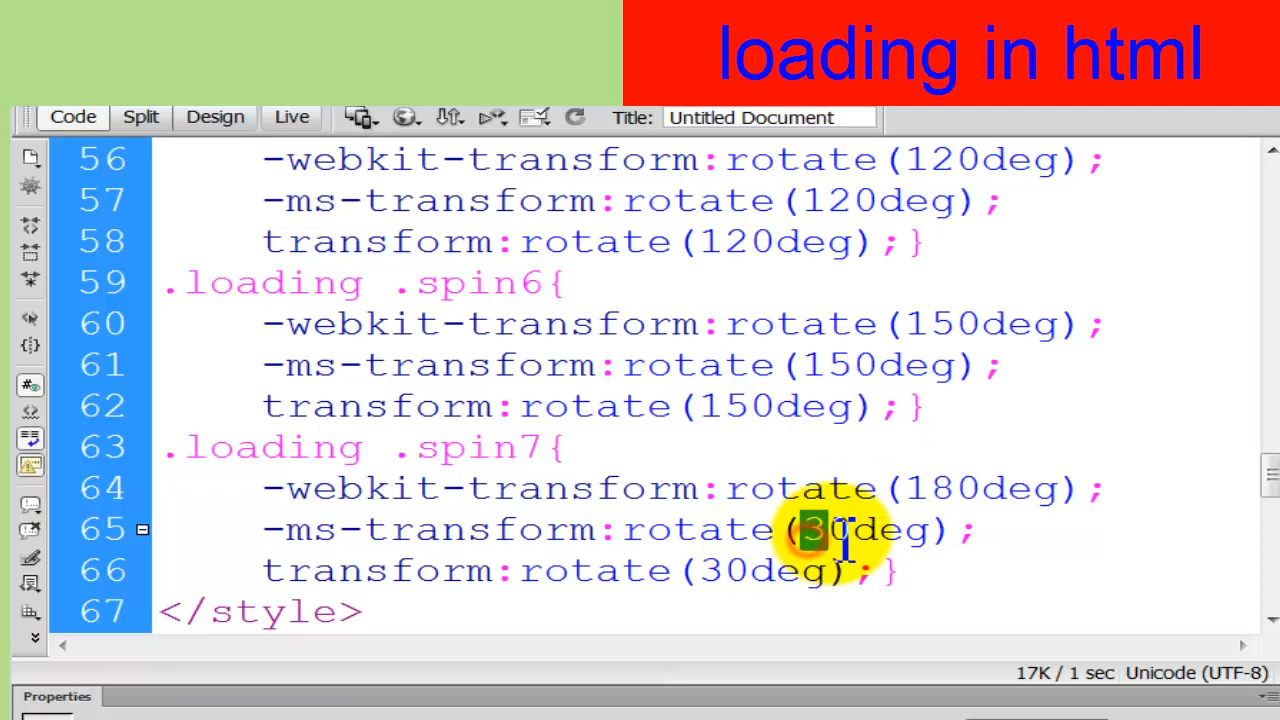 loading in html
Code Split Design Live Title: Untitled Document
56 -webkit-transform:rotate(120deg);
57 -ms-transform:rotate(120deg);
58 transform:rotate(120deg);}
59 .loading .spin6{
60 -webkit-transform:rotate(150deg);
61 -ms-transform:rotate(150deg);
62 transform:rotate(150deg);}
63 .loading .spin7{
64 -webkit-transform:rotate(180deg);
65 -ms-transform:rotate(30deg);
66 transform:rotate(30deg);}
67 </style>
17K / 1 sec Unicode (UTF-8)
Properties